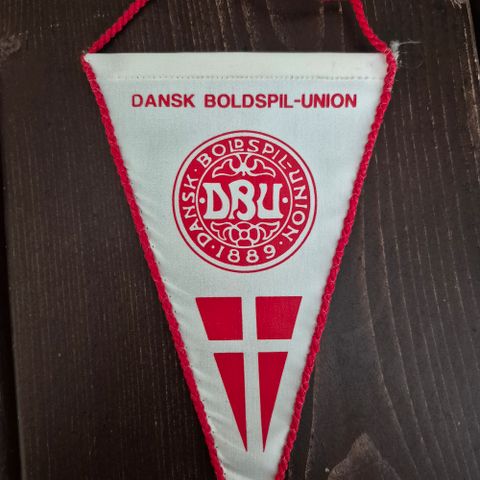 DANSK BOLDSPIL-UNION
· DANSK · BOLDSPIL-UNION ·
· DBU ·
1889